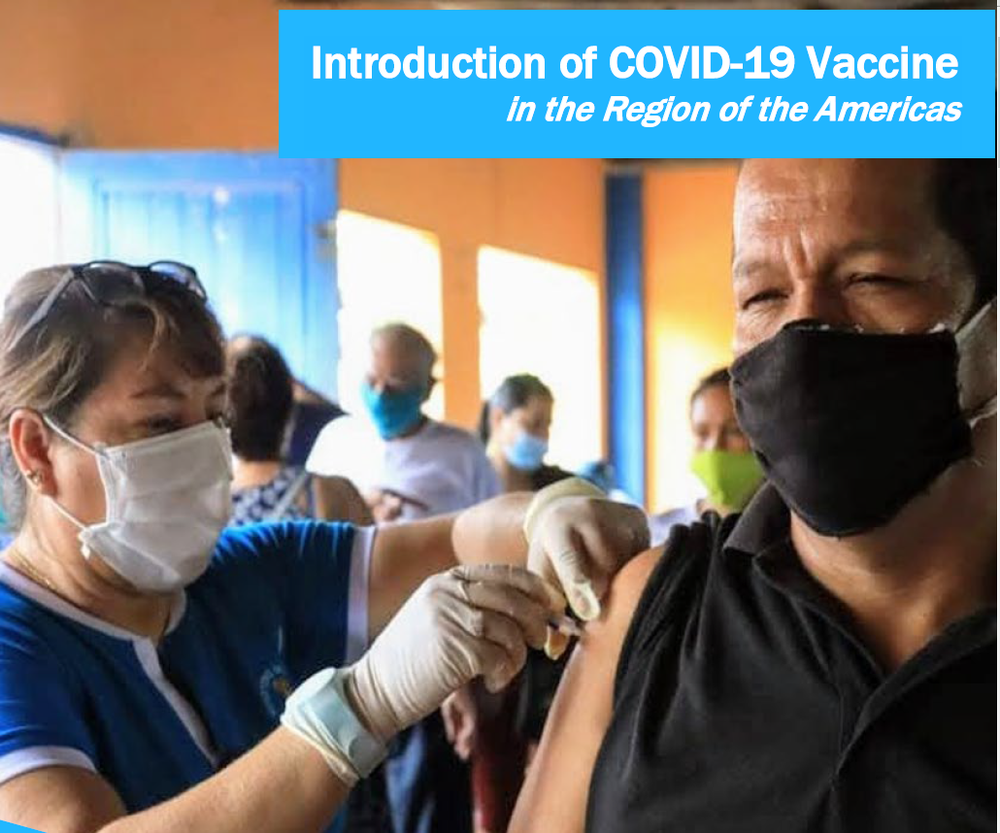 Introduction of COVID-19 Vaccine
in the Region of the Americas